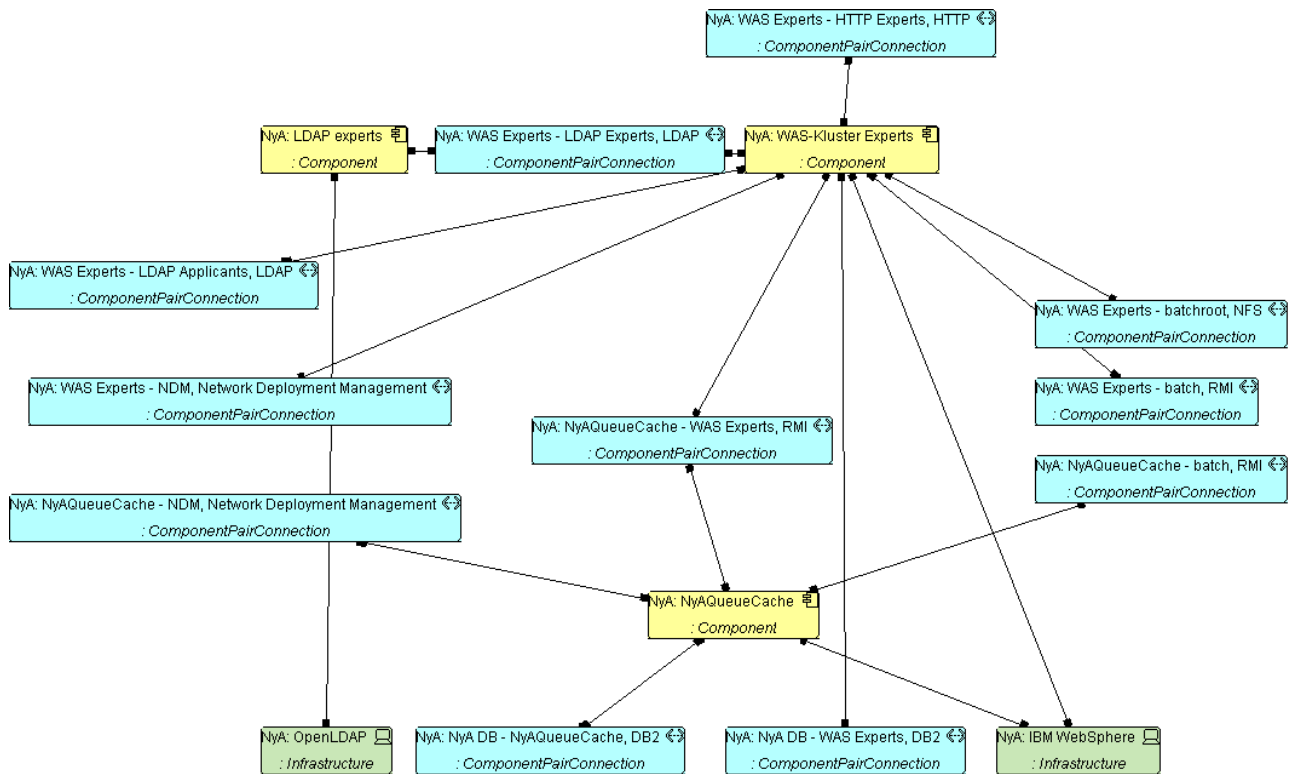 NyA: WAS Experts - HTTP Experts, HTTP
: ComponentPairConnection
NyA: LDAP experts
: Component
NyA: WAS Experts - LDAP Experts, LDAP
: ComponentPairConnection
NyA: WAS-Kluster Experts
: Component
NyA: WAS Experts - LDAP Applicants, LDAP
: ComponentPairConnection
NyA: WAS Experts - batchroot, NFS
: ComponentPairConnection
NyA: WAS Experts - NDM, Network Deployment Management
: ComponentPairConnection
NyA: WAS Experts - batch, RMI
: ComponentPairConnection
NyA: NyAQueueCache - WAS Experts, RMI
: ComponentPairConnection
NyA: NyAQueueCache - batch, RMI
: ComponentPairConnection
NyA: NyAQueueCache - NDM, Network Deployment Management
: ComponentPairConnection
NyA: NyAQueueCache
: Component
NyA: OpenLDAP
: Infrastructure
NyA: NyA DB - NyAQueueCache, DB2
: ComponentPairConnection
NyA: NyA DB - WAS Experts, DB2
: ComponentPairConnection
NyA: IBM WebSphere
: Infrastructure